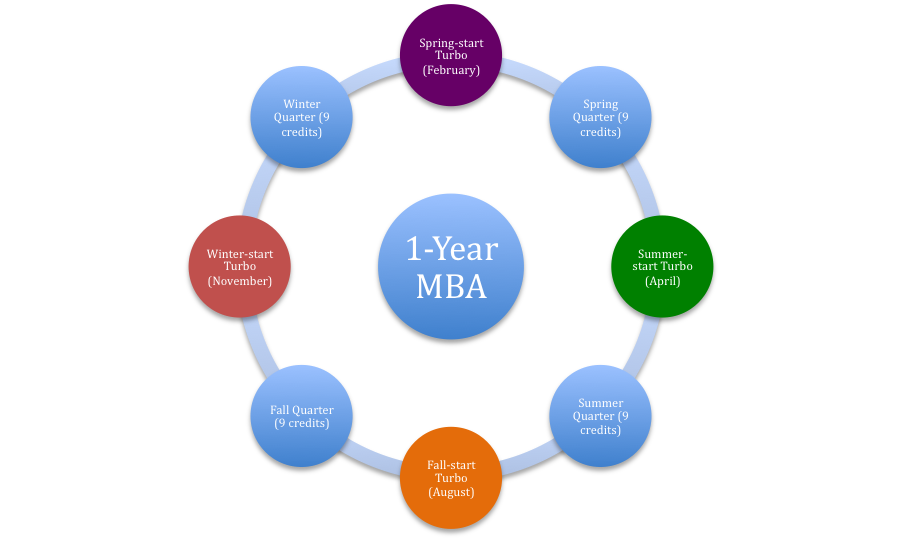 Spring-start
Turbo
(February)
Spring
Quarter (9
credits)
Summer-
start Turbo
(April)
Summer
Quarter (9
credits)
Fall-start
Turbo
(August)
Fall Quarter
(9 credits)
Winter-start
Turbo
(November)
Winter
Quarter (9
credits)
1-Year
MBA